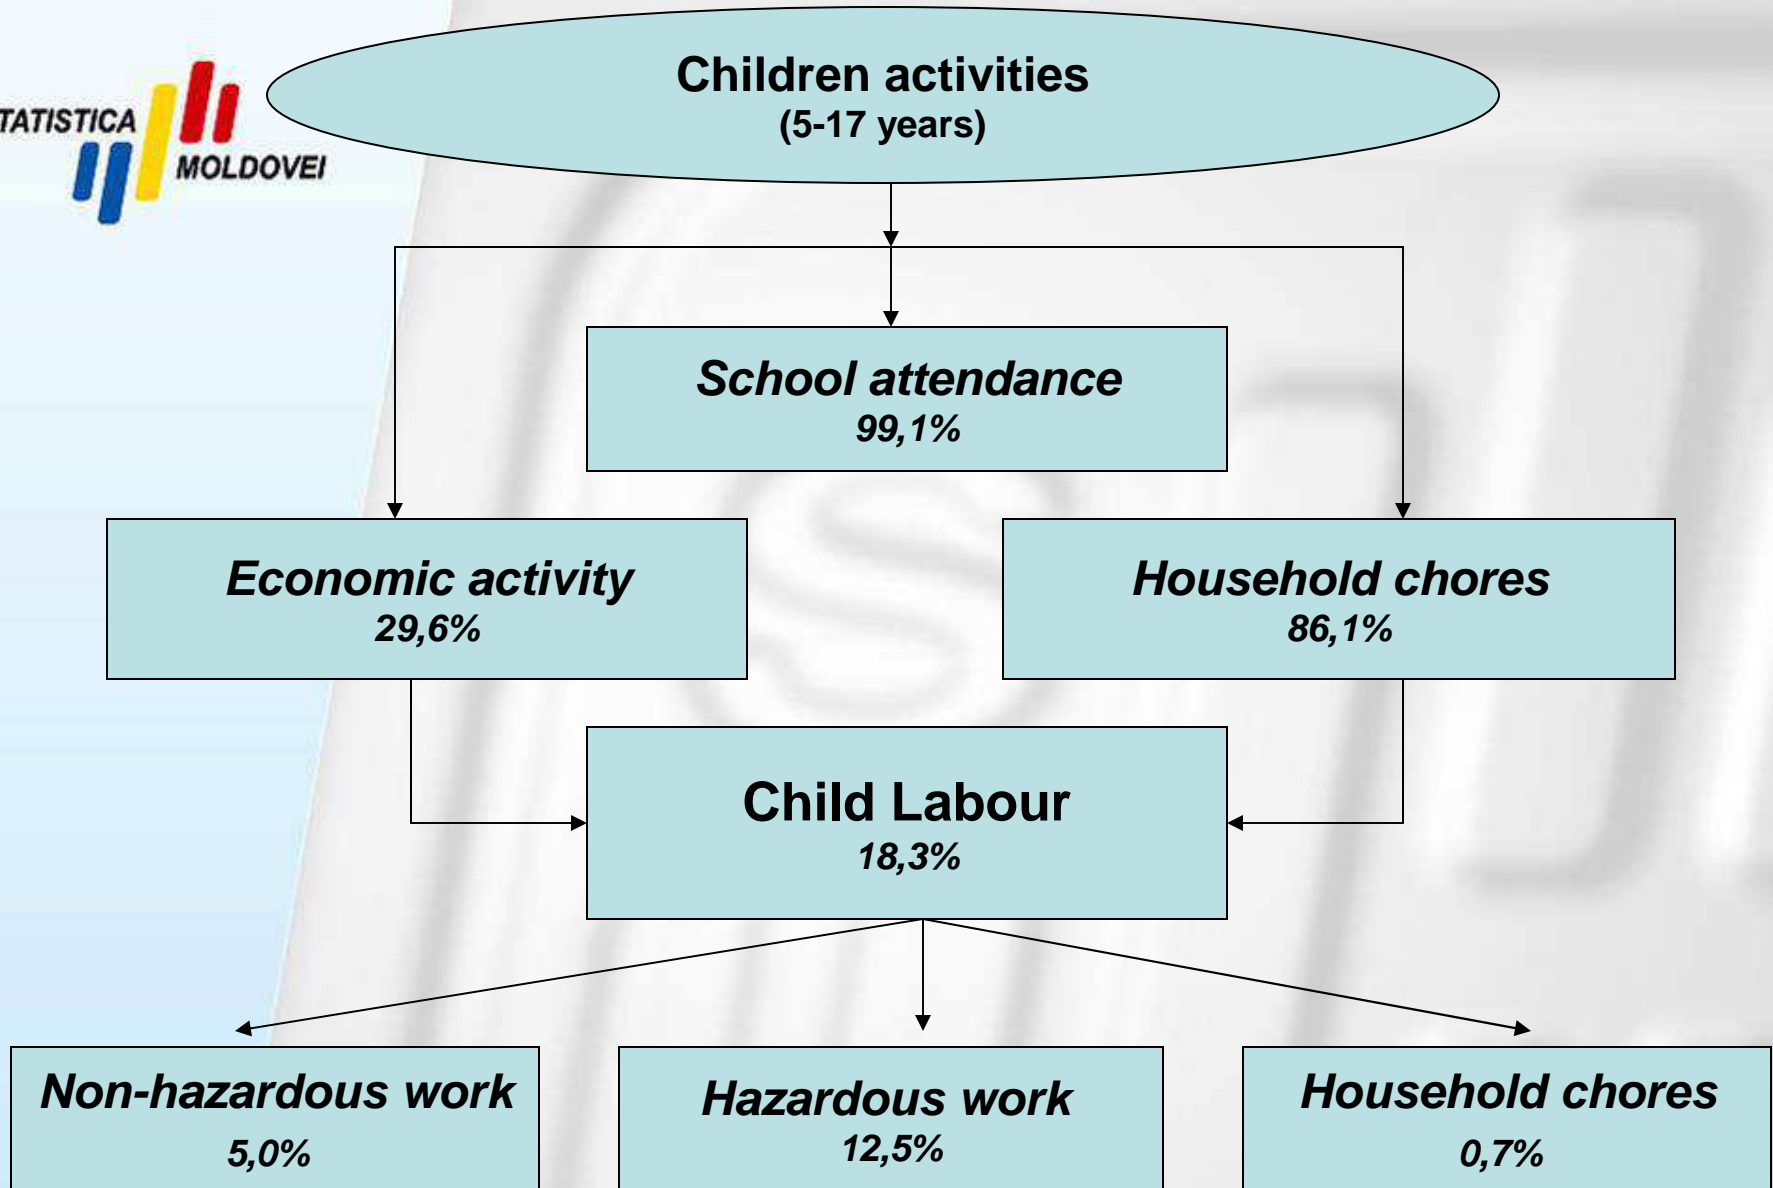 TATISTICA
MOLDOVEI
Children activities
(5-17 years)
School attendance
99,1%
Economic activity
29,6%
Household chores
86,1%
Child Labour
18,3%
Non-hazardous work
5,0%
Hazardous work
12,5%
Household chores
0,7%